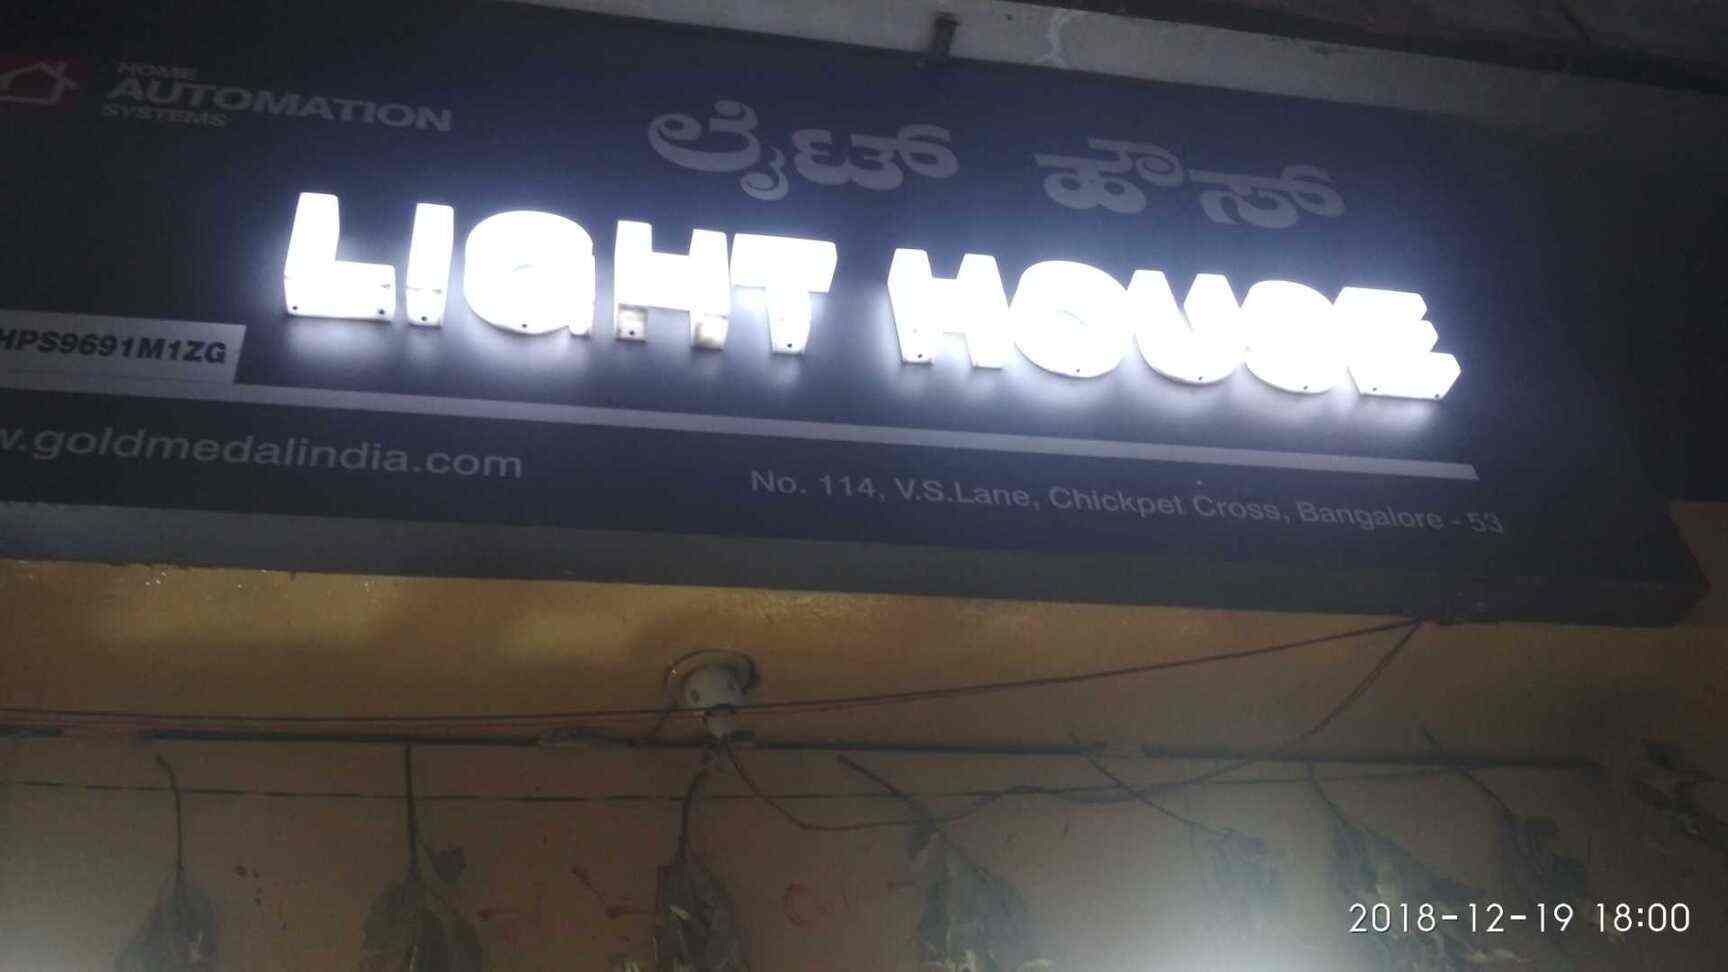 HOME
AUTOMATION
SYSTEMS
ಲೈಟ್ ಹೌಸ್
LIGHT HOUSE
HPS9691M1ZG
w.goldmedalindia.com
No. 114, V.S.Lane, Chickpet Cross, Bangalore - 53
2018-12-19 18:00